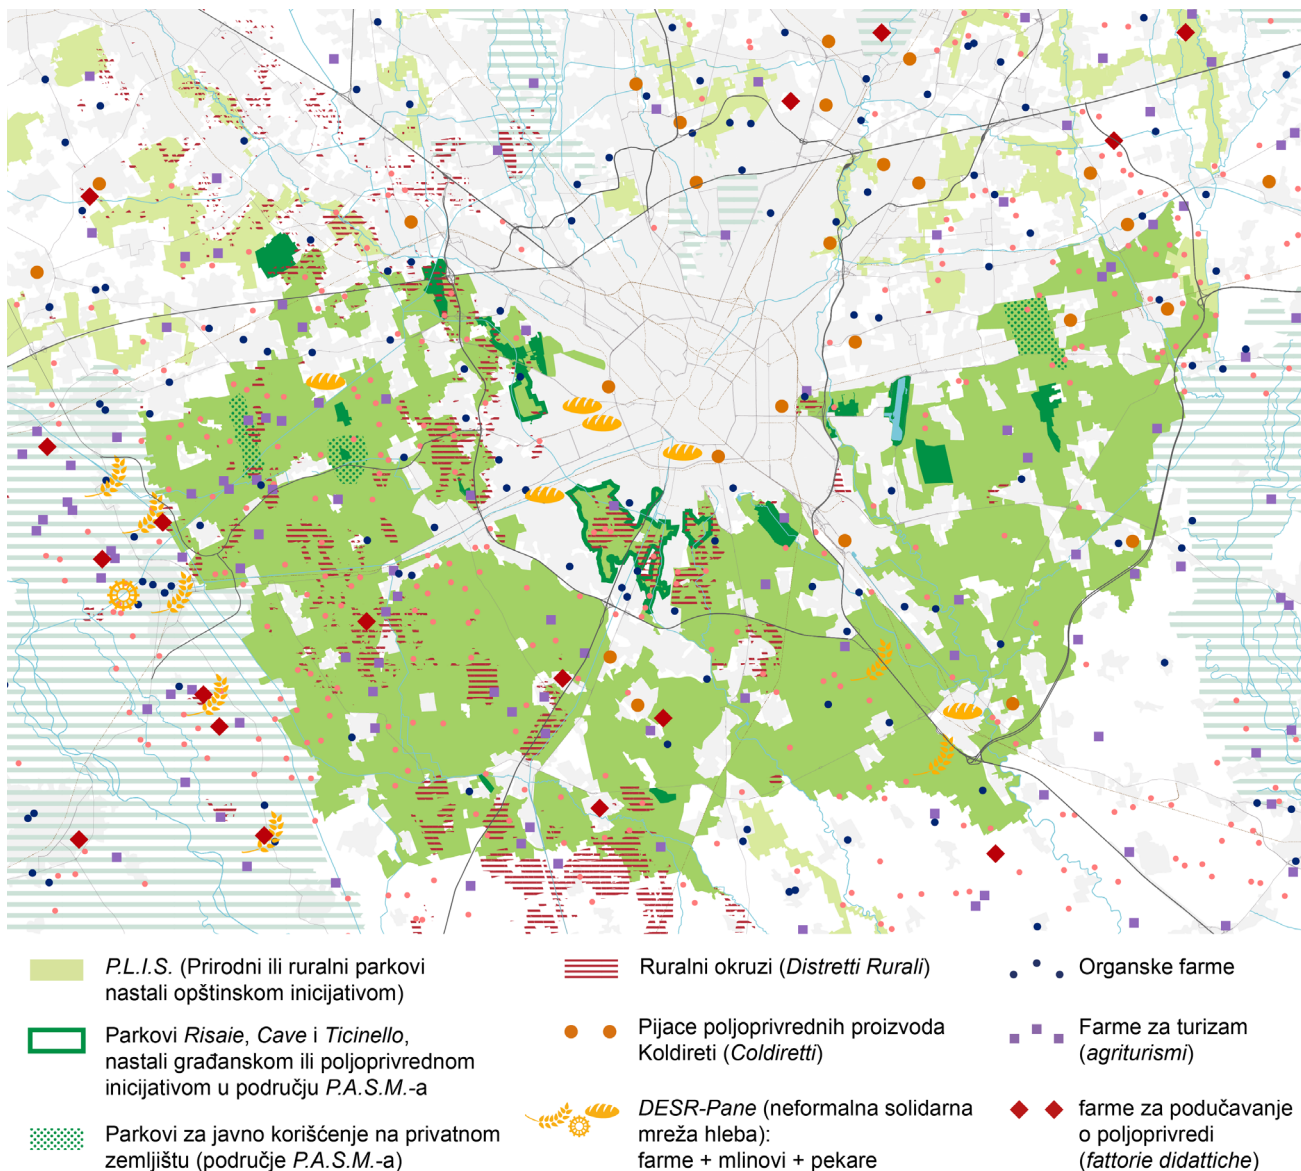 P.L.I.S. (Prirodni ili ruralni parkovi
nastali opštinskom inicijativom)
Parkovi Risaie, Cave i Ticinello,
nastali građanskom ili poljoprivrednom
inicijativom u području P.A.S.M.-a
Parkovi za javno korišćenje na privatnom
zemljištu (područje P.A.S.M.-a)
Ruralni okruzi (Distretti Rurali)
Pijace poljoprivrednih proizvoda
Koldireti (Coldiretti)
DESR-Pane (neformalna solidarna
mreža hleba):
farme + mlinovi + pekare
Organske farme
Farme za turizam
(agriturismi)
farme za podučavanje
o poljoprivredi
(fattorie didattiche)